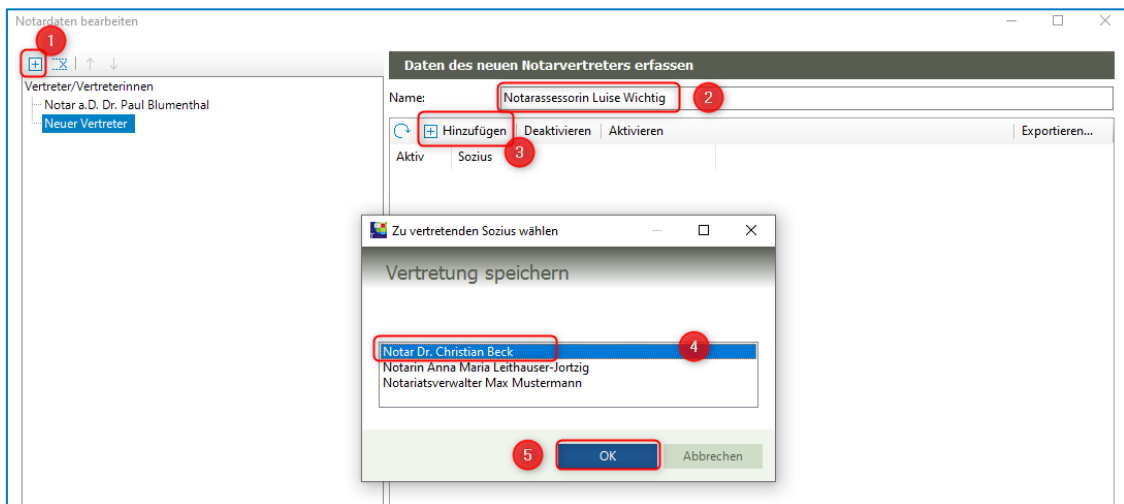 Notardaten bearbeiten
1
Daten des neuen Notarvertreters erfassen
Vertreter/Vertreterinnen
Notar a.D. Dr. Paul Blumenthal
Neuer Vertreter
Name: Notarassessorin Luise Wichtig 2
Hinzufügen Deaktivieren Aktivieren Exportieren...
3
Aktiv Sozius
Zu vertretenden Sozius wählen
Vertretung speichern
Notar Dr. Christian Beck 4
Notarin Anna Maria Leithauser-Jortzig
Notariatsverwalter Max Mustermann
5 OK Abbrechen